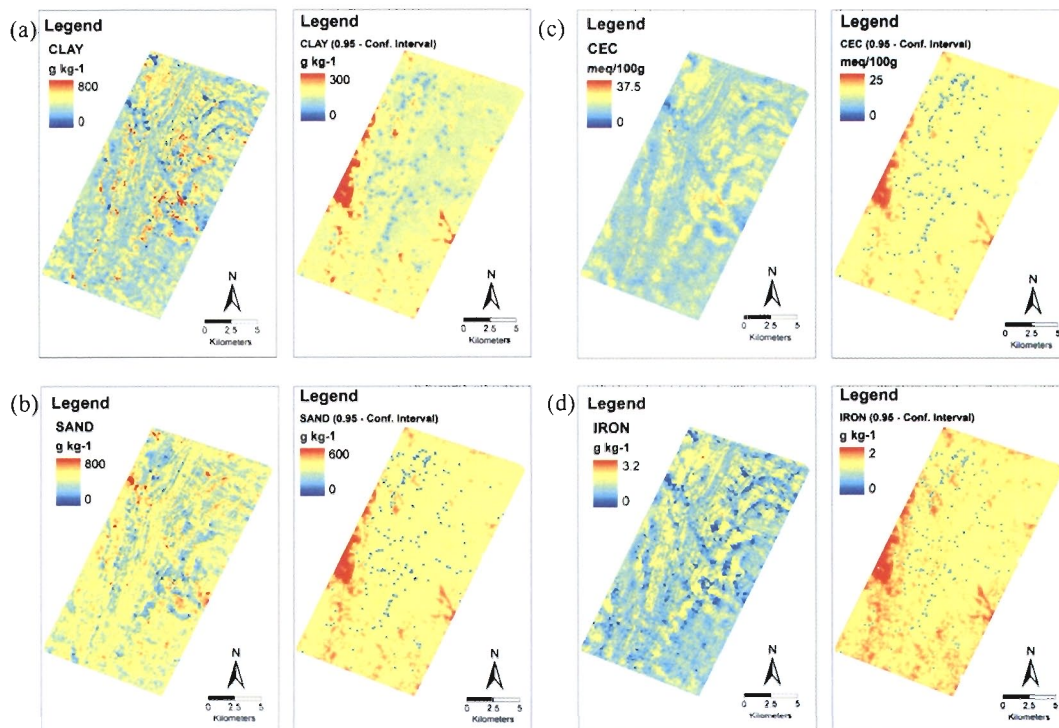 (a)
Legend
CLAY
g kg-1
800
0
N
0 2.5 5
Kilometers
Legend
CLAY (0.95 - Conf. Interval)
g kg-1
300
0
N
0 2.5 5
Kilometers
(c)
Legend
CEC
meq/100g
37.5
0
N
0 2.5 5
Kilometers
Legend
CEC (0.95 - Conf. Interval)
meq/100g
25
0
N
0 2.5 5
Kilometers
(b)
Legend
SAND
g kg-1
800
0
N
0 2.5 5
Kilometers
Legend
SAND (0.95 - Conf. Interval)
g kg-1
600
0
N
0 2.5 5
Kilometers
(d)
Legend
IRON
g kg-1
3.2
0
N
0 2.5 5
Kilometers
Legend
IRON (0.95 - Conf. Interval)
g kg-1
2
0
N
0 2.5 5
Kilometers